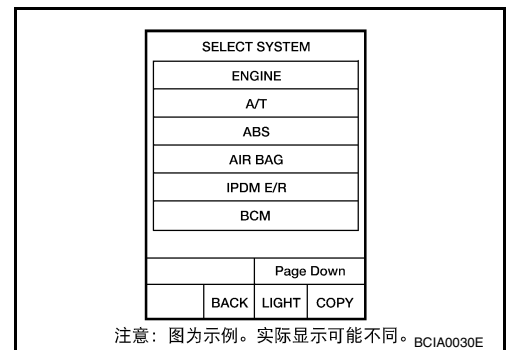 SELECT SYSTEM
ENGINE
A/T
ABS
AIR BAG
IPDM E/R
BCM
Page Down
BACK LIGHT COPY
注意：图为示例。实际显示可能不同。
BCIA0030E